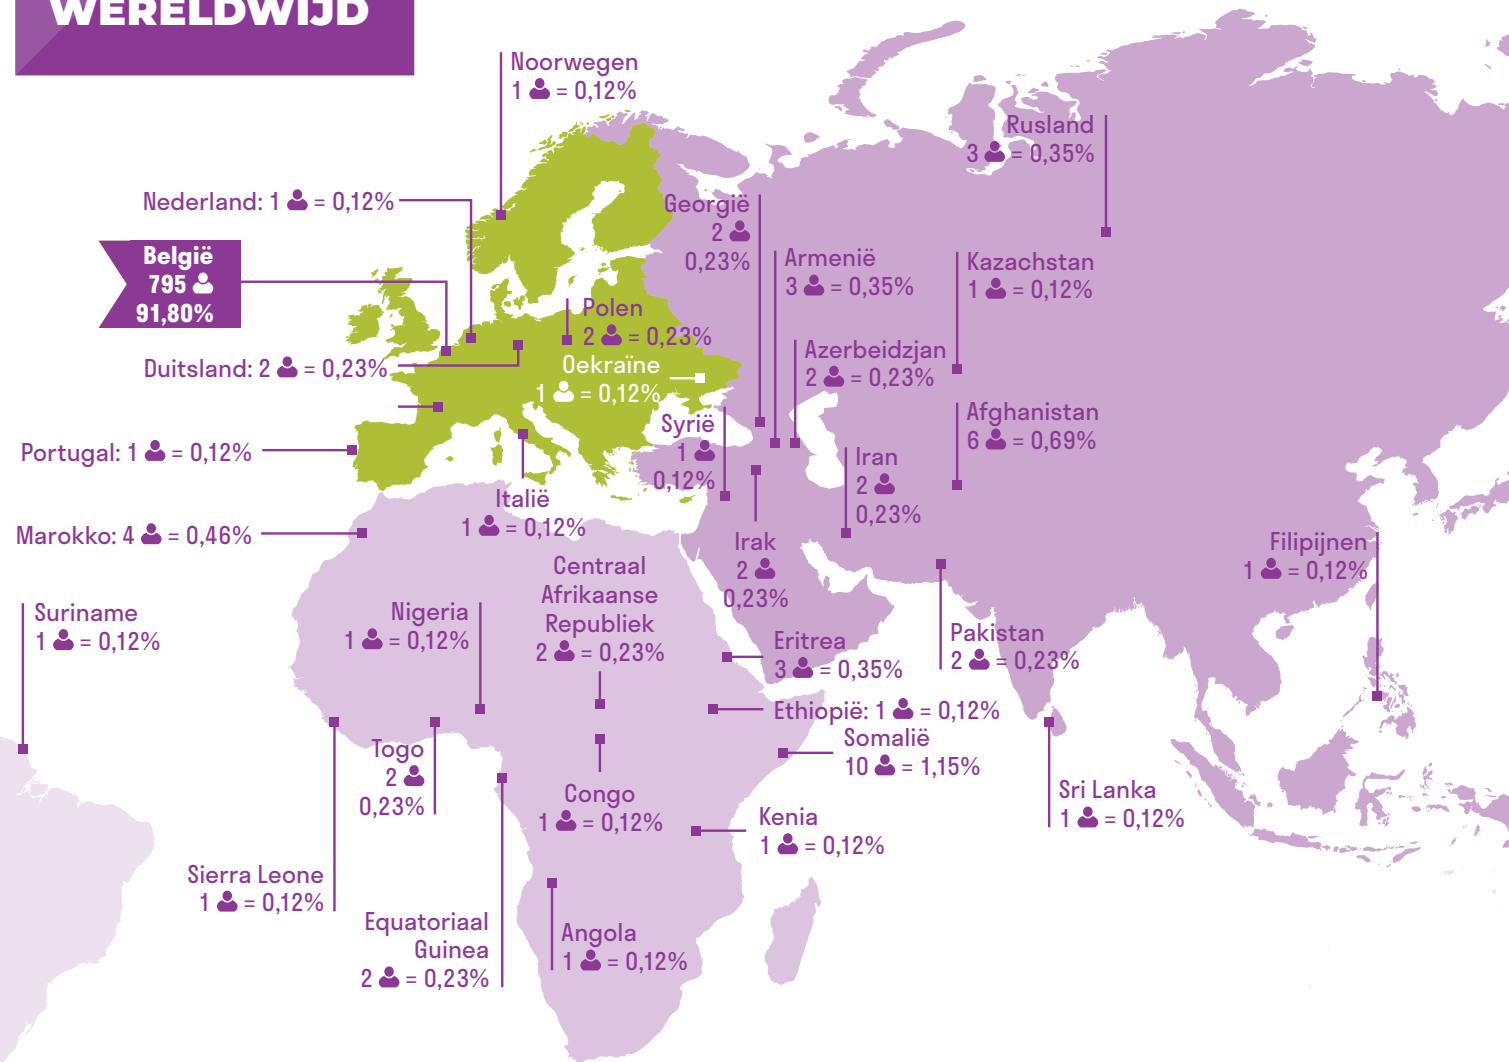 WERELDWIJD
Noorwegen
1 = 0,12%
Rusland
3 = 0,35%
Nederland: 1 = 0,12%
Georgië
2
0,23%
België
795
91,80%
Armenië
3 = 0,35%
Kazachstan
1 = 0,12%
Polen
2 = 0,23%
Duitsland: 2 = 0,23%
Oekraïne
1 = 0,12%
Azerbeidzjan
2 = 0,23%
Syrië
1
0,12%
Afghanistan
6 = 0,69%
Portugal: 1 = 0,12%
Iran
2
0,23%
Italië
1 = 0,12%
Marokko: 4 = 0,46%
Irak
2
0,23%
Filipijnen
1 = 0,12%
Centraal
Afrikaanse
Republiek
2 = 0,23%
Suriname
1 = 0,12%
Nigeria
1 = 0,12%
Eritrea
3 = 0,35%
Pakistan
2 = 0,23%
Ethiopië: 1 = 0,12%
Somalië
10 = 1,15%
Togo
2
0,23%
Congo
1 = 0,12%
Kenia
1 = 0,12%
Sri Lanka
1 = 0,12%
Sierra Leone
1 = 0,12%
Equatoriaal
Guinea
2 = 0,23%
Angola
1 = 0,12%